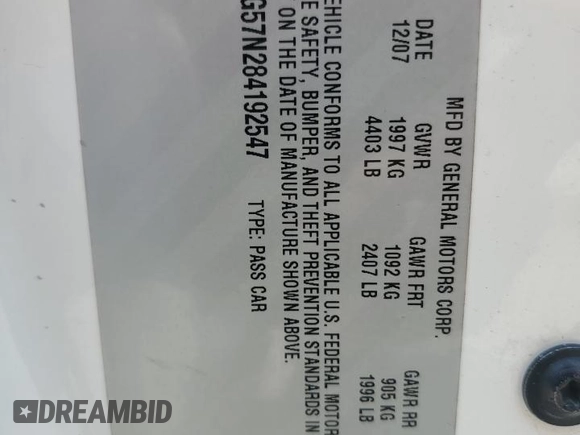 MFD BY GENERAL MOTORS CORP.
DATE GVWR GAWR FRT GAWR RR
12/07 1997 KG 1092 KG 905 KG
4403 LB 2407 LB 1996 LB
VEHICLE CONFORMS TO ALL APPLICABLE U.S. FEDERAL MOTOR
SAFETY, BUMPER, AND THEFT PREVENTION STANDARDS IN
ON THE DATE OF MANUFACTURE SHOWN ABOVE.
G57N284192547 TYPE: PASS CAR
DREAMBID